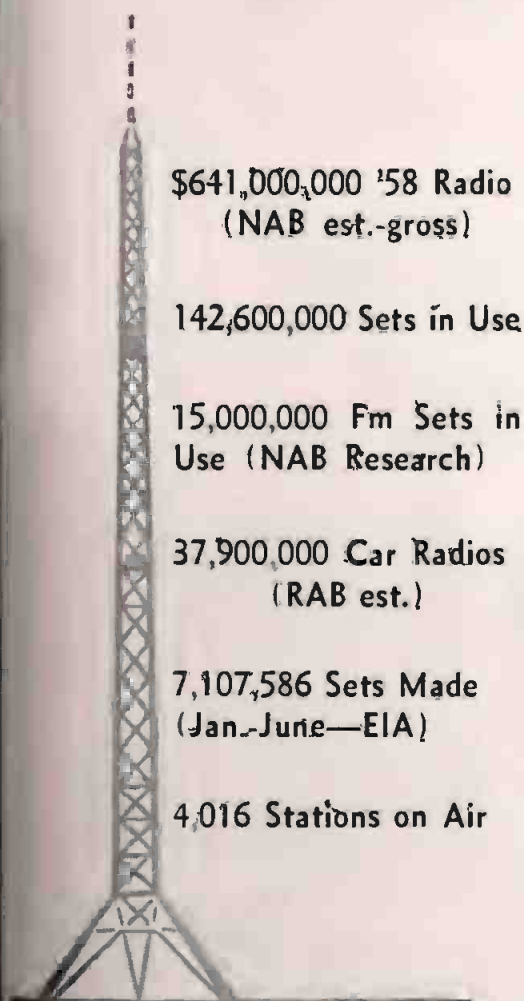 $641,000,000 '58 Radio
(NAB est.-gross)
142,600,000 Sets in Use
15,000,000 Fm Sets in
Use (NAB Research)
37,900,000 Car Radios
(RAB est.)
7,107,586 Sets Made
(Jan.-June—EIA)
4,016 Stations on Air